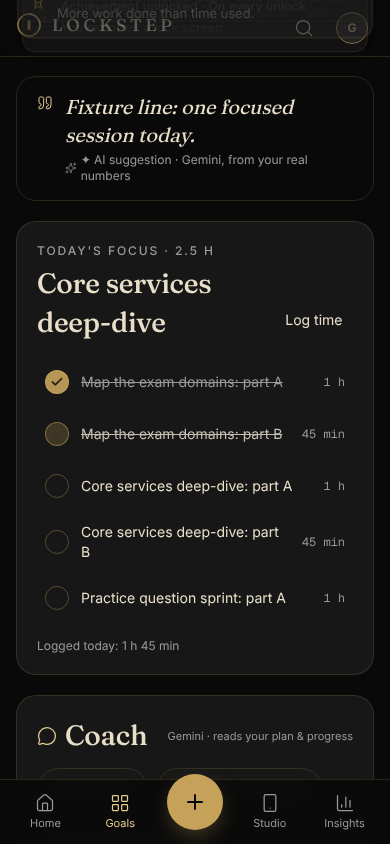 More work done than time used.
LOCKSTEP
G
Fixture line: one focused
session today.
✦ AI suggestion · Gemini, from your real
numbers
TODAY'S FOCUS · 2.5 H
Core services
deep-dive
Log time
Map the exam domains: part A 1 h
Map the exam domains: part B 45 min
Core services deep-dive: part A 1 h
Core services deep-dive: part
B
45 min
Practice question sprint: part A 1 h
Logged today: 1 h 45 min
Coach
Gemini · reads your plan & progress
Home
Goals
Studio
Insights